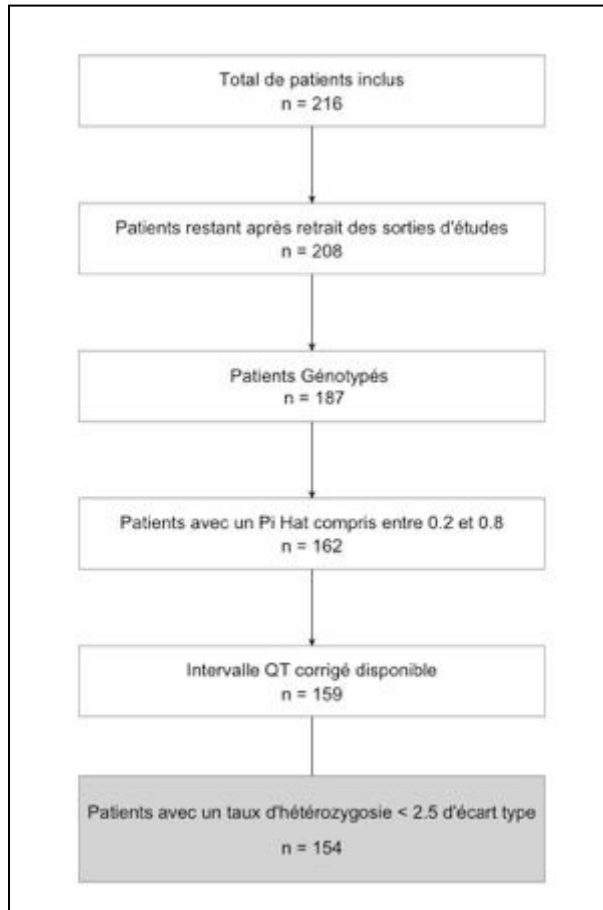 Total de patients inclus
n = 216
Patients restant après retrait des sorties d'études
n = 208
Patients Génotypés
n = 187
Patients avec un Pi Hat compris entre 0.2 et 0.8
n = 162
Intervalle QT corrigé disponible
n = 159
Patients avec un taux d'hétérozygosie < 2.5 d'écart type
n = 154